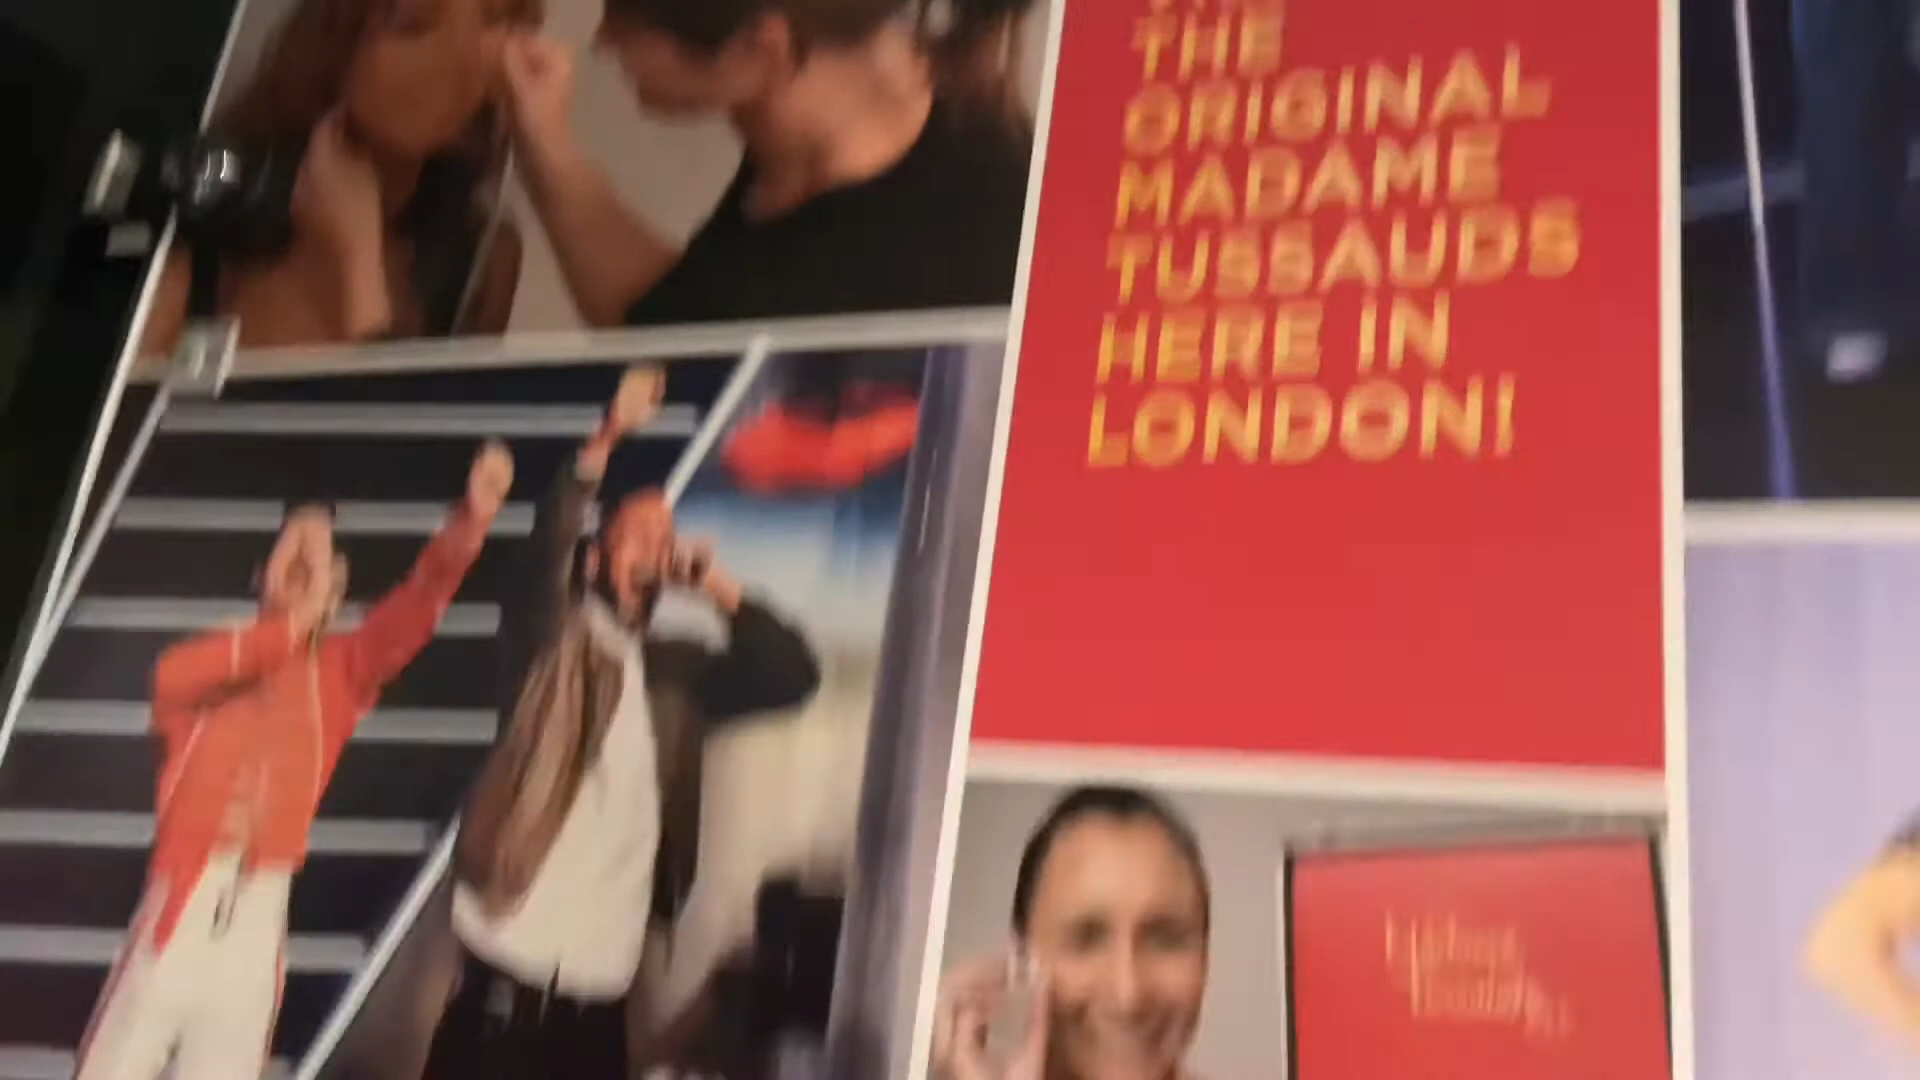 THE
ORIGINAL
MADAME
TUSSAUDS
HERE IN
LONDON!